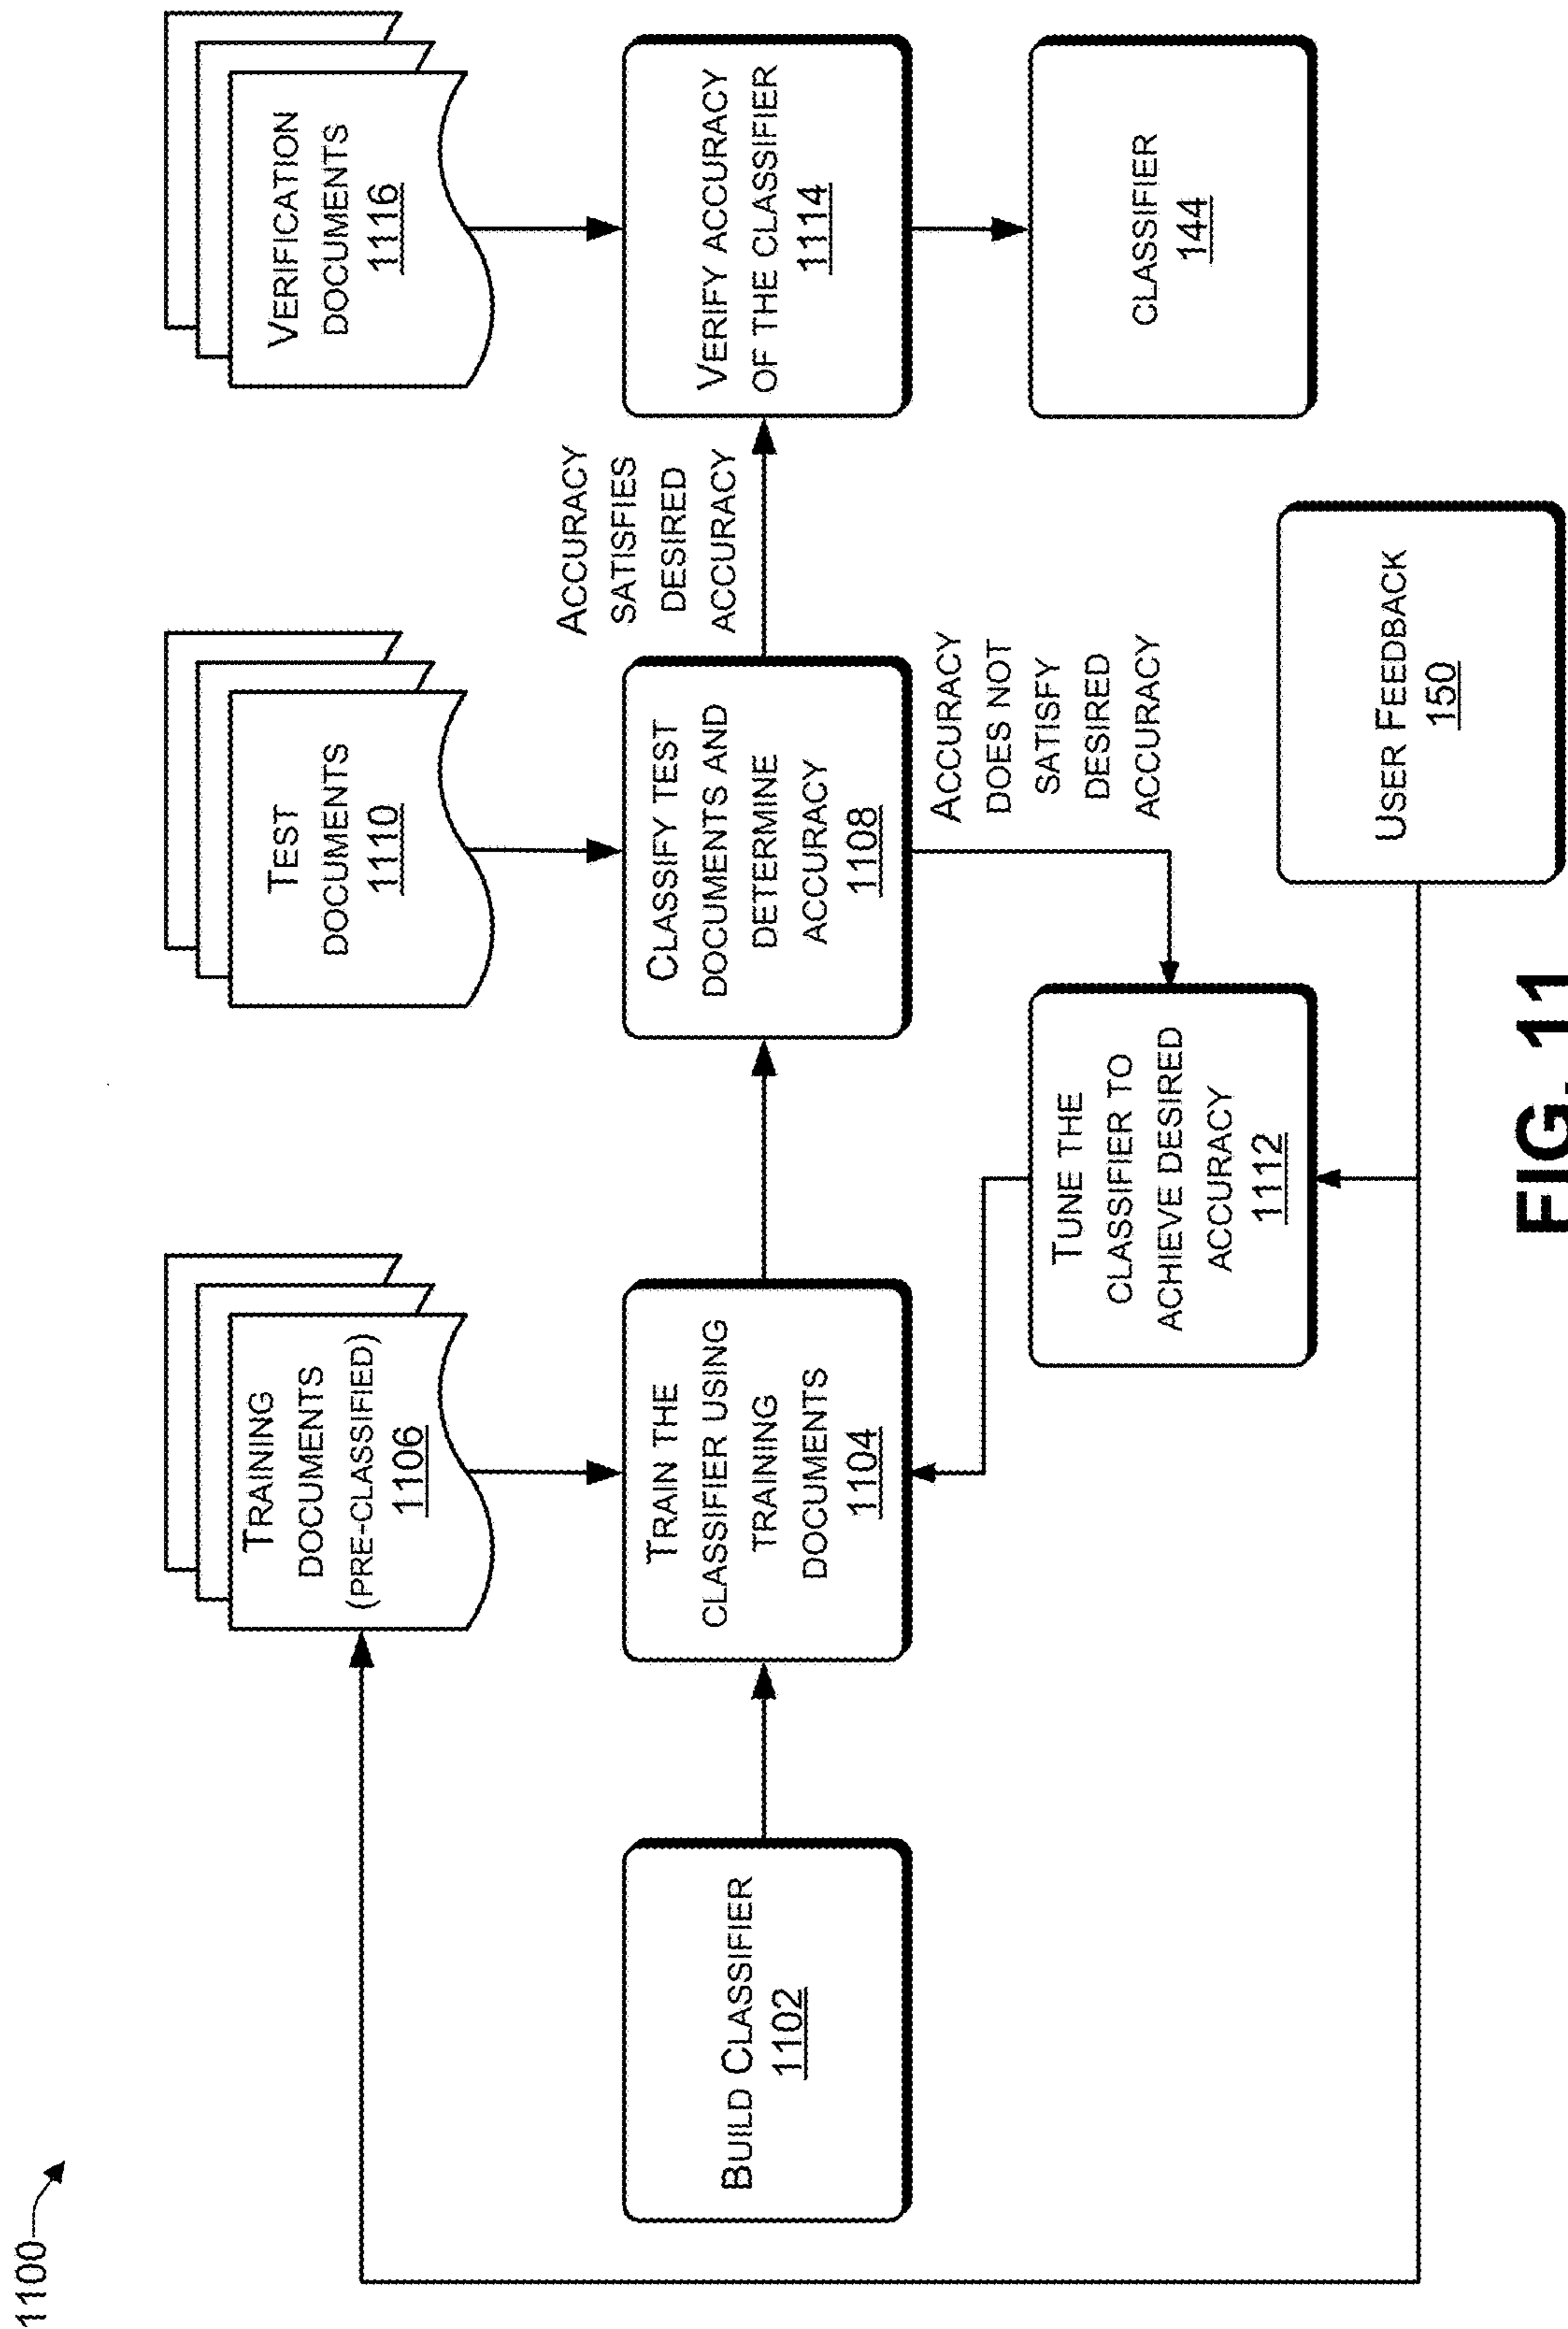 1100
TRAINING
DOCUMENTS
(PRE-CLASSIFIED)
1106
TEST
DOCUMENTS
1110
VERIFICATION
DOCUMENTS
1116
BUILD CLASSIFIER
1102
TRAIN THE
CLASSIFIER USING
TRAINING
DOCUMENTS
1104
CLASSIFY TEST
DOCUMENTS AND
DETERMINE
ACCURACY
1108
ACCURACY
SATISFIES
DESIRED
ACCURACY
VERIFY ACCURACY
OF THE CLASSIFIER
1114
ACCURACY
DOES NOT
SATISFY
DESIRED
ACCURACY
TUNE THE
CLASSIFIER TO
ACHIEVE DESIRED
ACCURACY
1112
CLASSIFIER
144
USER FEEDBACK
150
FIG. 11